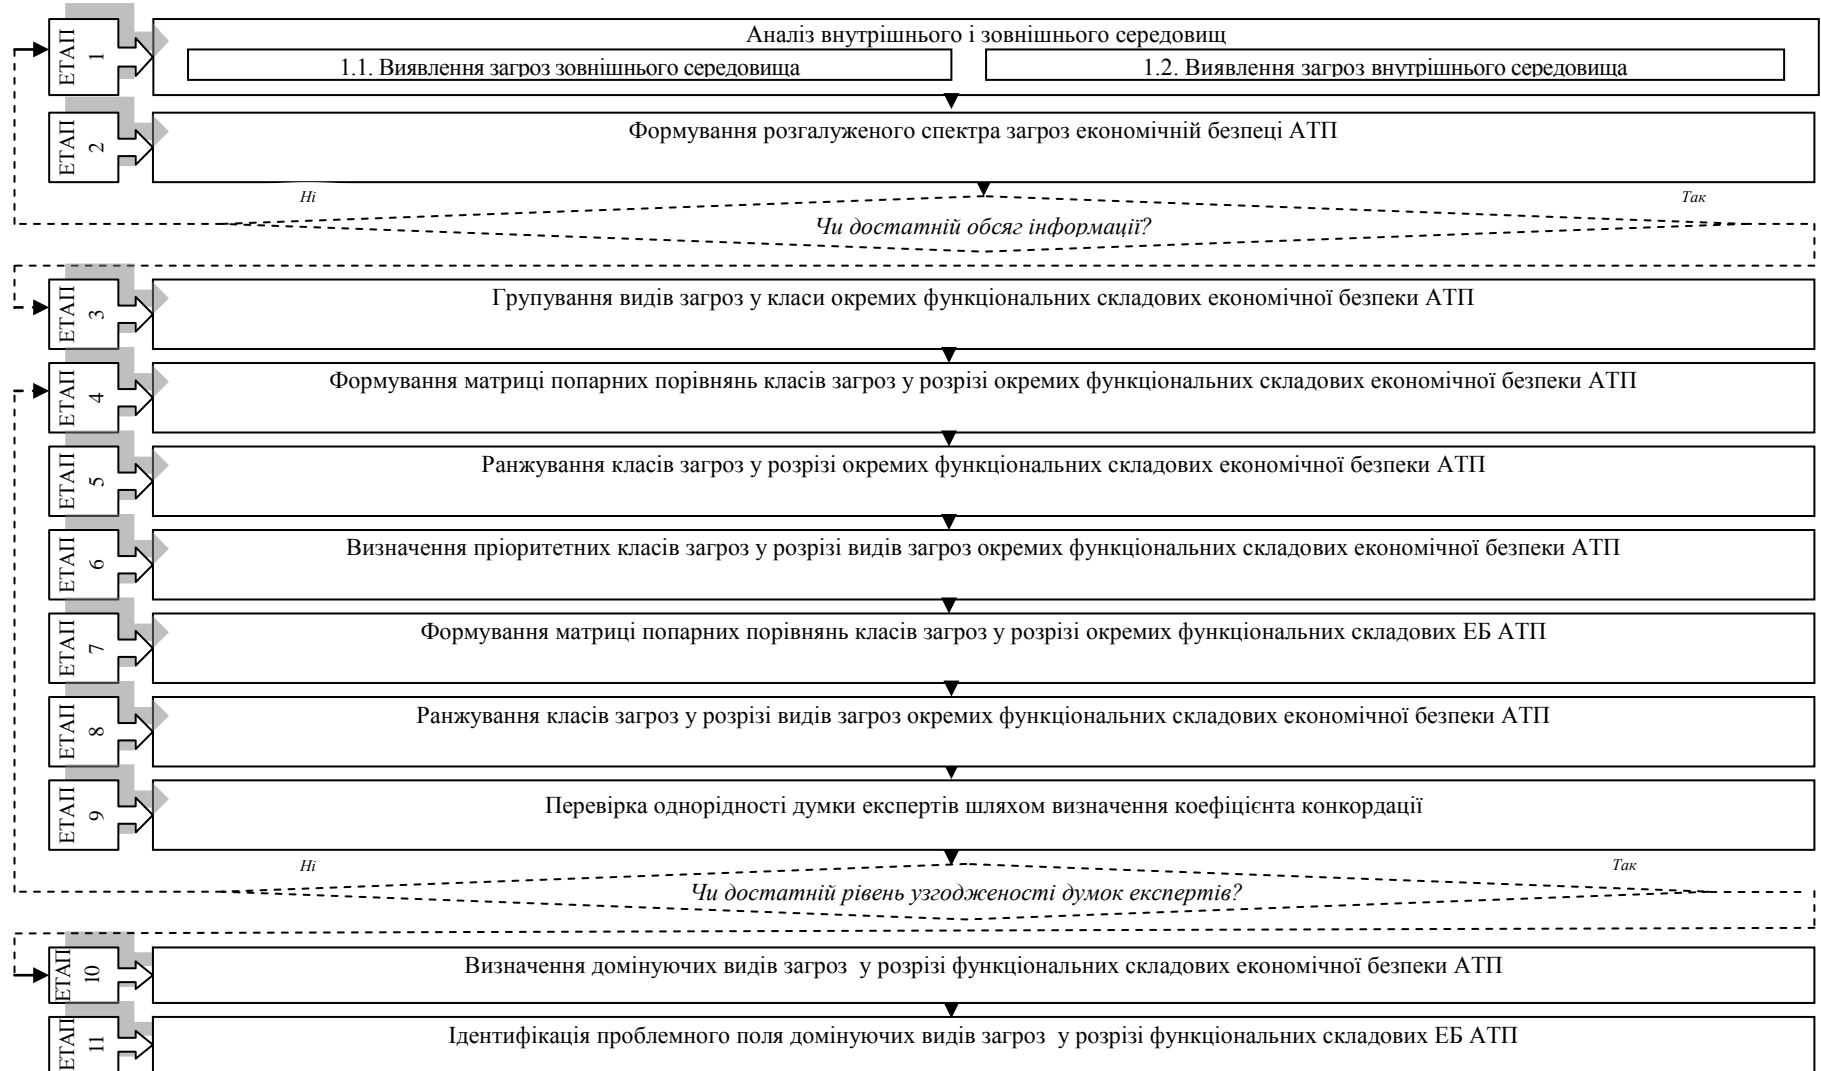 ЕТАП
1
Аналіз внутрішнього і зовнішнього середовищ
1.1. Виявлення загроз зовнішнього середовища
1.2. Виявлення загроз внутрішнього середовища
ЕТАП
2
Формування розгалуженого спектра загроз економічній безпеці АТП
Ні
Так
Чи достатній обсяг інформації?
ЕТАП
3
Групування видів загроз у класи окремих функціональних складових економічної безпеки АТП
ЕТАП
4
Формування матриці попарних порівнянь класів загроз у розрізі окремих функціональних складових економічної безпеки АТП
ЕТАП
5
Ранжування класів загроз у розрізі окремих функціональних складових економічної безпеки АТП
ЕТАП
6
Визначення пріоритетних класів загроз у розрізі видів загроз окремих функціональних складових економічної безпеки АТП
ЕТАП
7
Формування матриці попарних порівнянь класів загроз у розрізі окремих функціональних складових ЕБ АТП
ЕТАП
8
Ранжування класів загроз у розрізі видів загроз окремих функціональних складових економічної безпеки АТП
ЕТАП
9
Перевірка однорідності думки експертів шляхом визначення коефіцієнта конкордації
Ні
Так
Чи достатній рівень узгодженості думок експертів?
ЕТАП
10
Визначення домінуючих видів загроз у розрізі функціональних складових економічної безпеки АТП
ЕТАП
11
Ідентифікація проблемного поля домінуючих видів загроз у розрізі функціональних складових ЕБ АТП